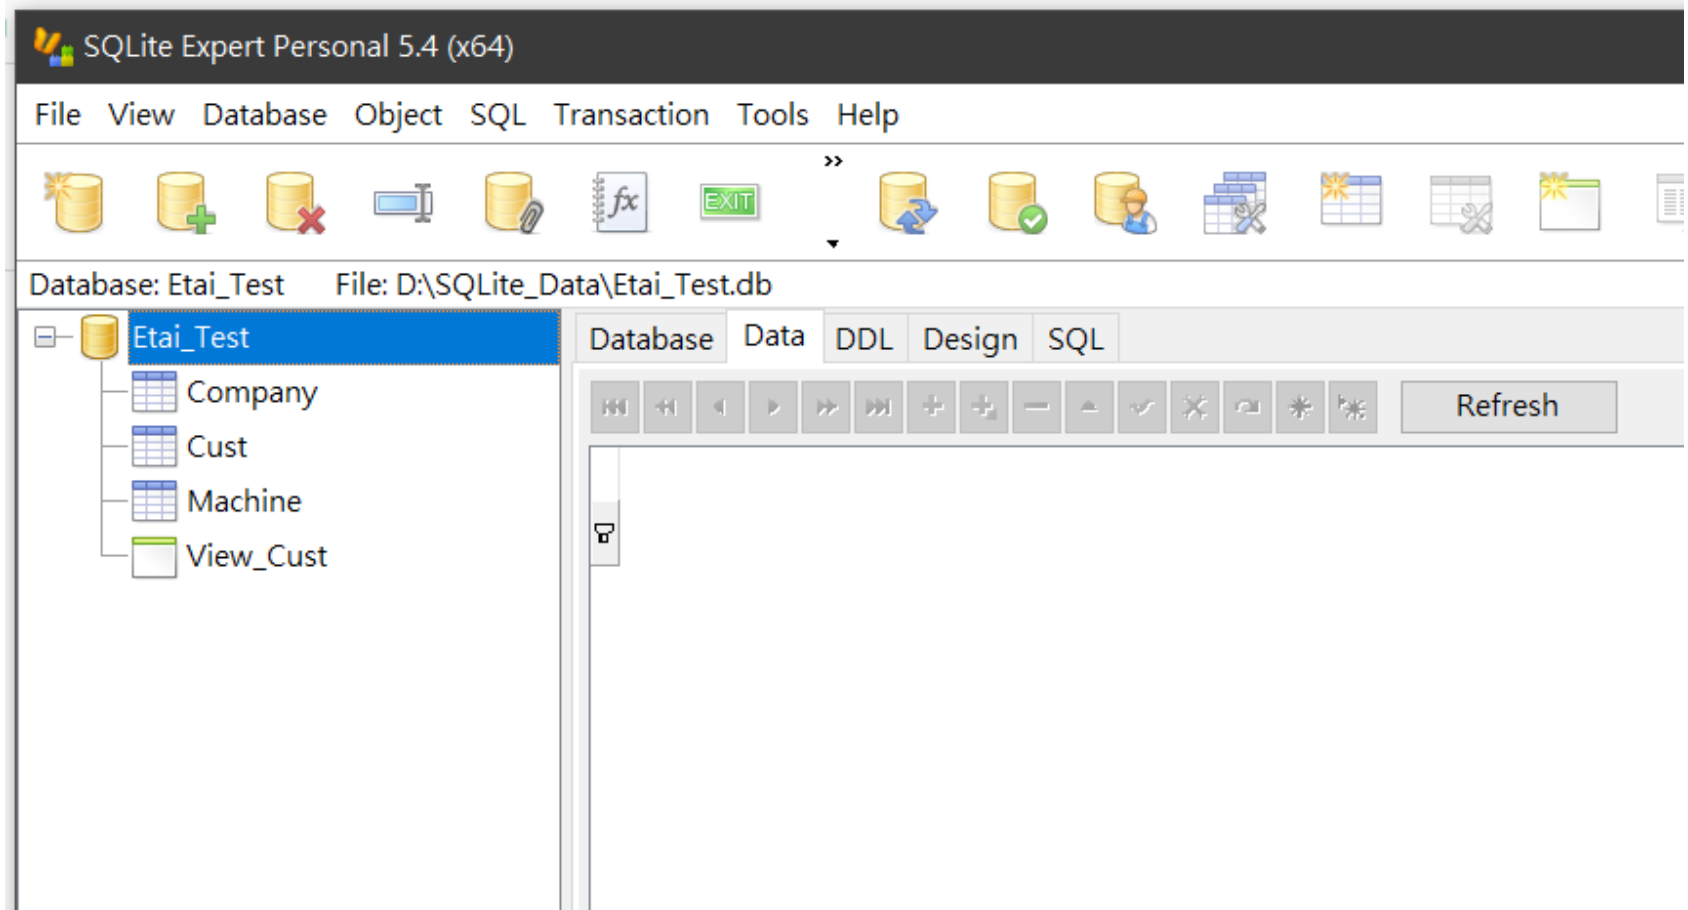 SQLite Expert Personal 5.4 (x64)
File View Database Object SQL Transaction Tools Help
fx EXIT
Database: Etai_Test File: D:\SQLite_Data\Etai_Test.db
Etai_Test
Company
Cust
Machine
View_Cust
Database Data DDL Design SQL
Refresh